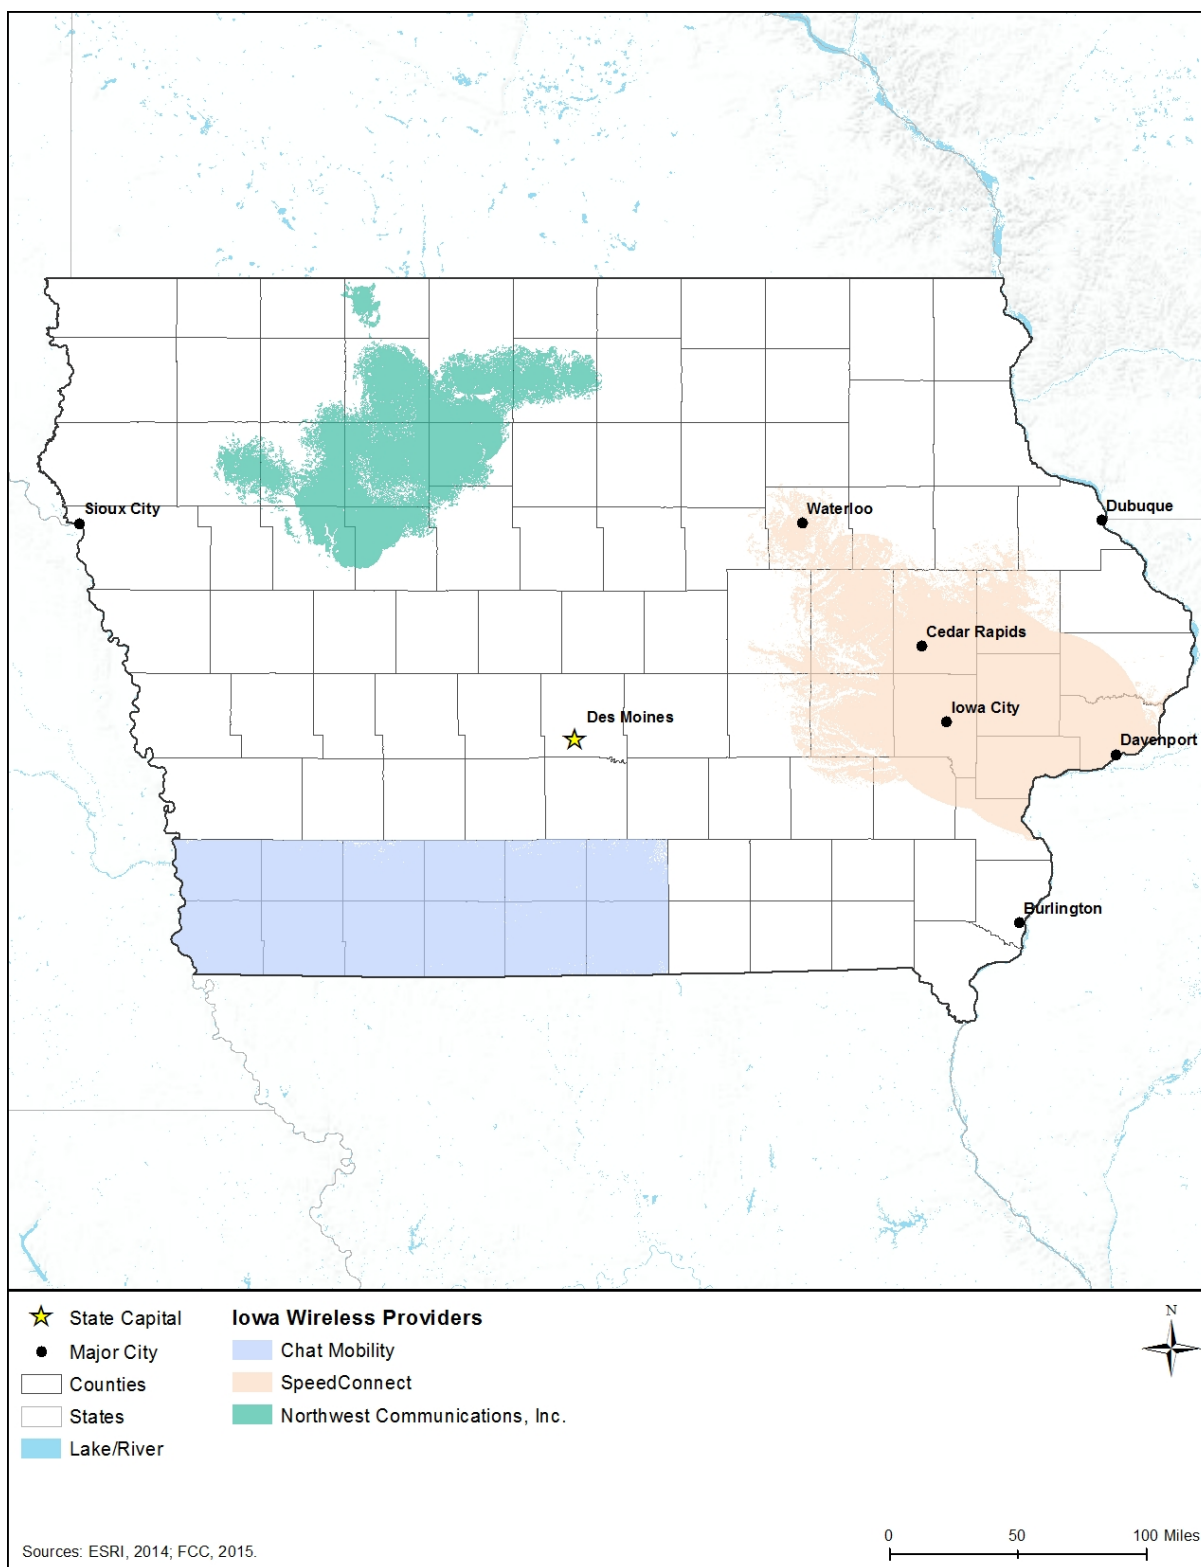 Sioux City
Waterloo
Dubuque
Cedar Rapids
Iowa City
Des Moines
Davenport
Burlington
State Capital
Major City
Counties
States
Lake/River
Iowa Wireless Providers
Chat Mobility
SpeedConnect
Northwest Communications, Inc.
N
0 50 100 Miles
Sources: ESRI, 2014; FCC, 2015.